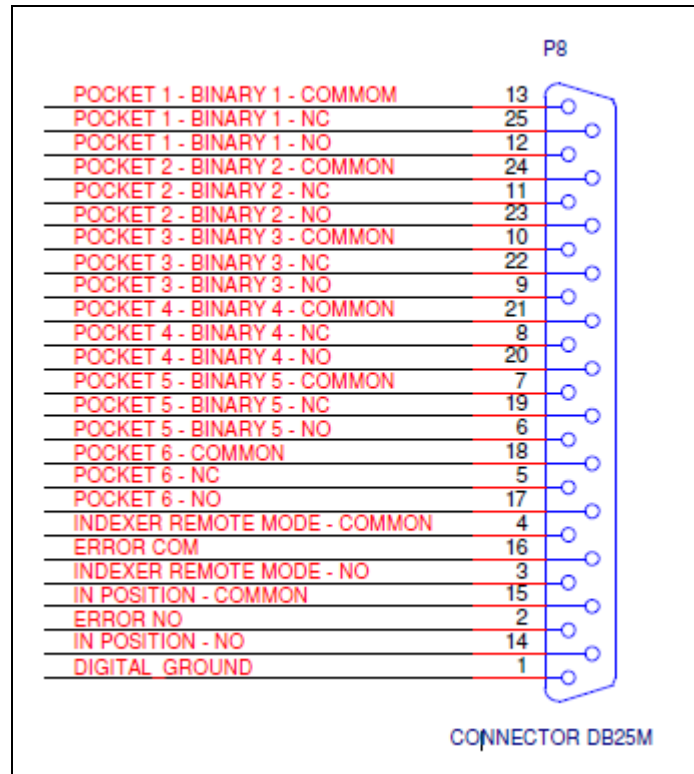 P8
POCKET 1 - BINARY 1 - COMMOM 13
POCKET 1 - BINARY 1 - NC 25
POCKET 1 - BINARY 1 - NO 12
POCKET 2 - BINARY 2 - COMMON 24
POCKET 2 - BINARY 2 - NC 11
POCKET 2 - BINARY 2 - NO 23
POCKET 3 - BINARY 3 - COMMON 10
POCKET 3 - BINARY 3 - NC 22
POCKET 3 - BINARY 3 - NO 9
POCKET 4 - BINARY 4 - COMMON 21
POCKET 4 - BINARY 4 - NC 8
POCKET 4 - BINARY 4 - NO 20
POCKET 5 - BINARY 5 - COMMON 7
POCKET 5 - BINARY 5 - NC 19
POCKET 5 - BINARY 5 - NO 6
POCKET 6 - COMMON 18
POCKET 6 - NC 5
POCKET 6 - NO 17
INDEXER REMOTE MODE - COMMON 4
ERROR COM 16
INDEXER REMOTE MODE - NO 3
IN POSITION - COMMON 15
ERROR NO 2
IN POSITION - NO 14
DIGITAL_GROUND 1
CONNECTOR DB25M